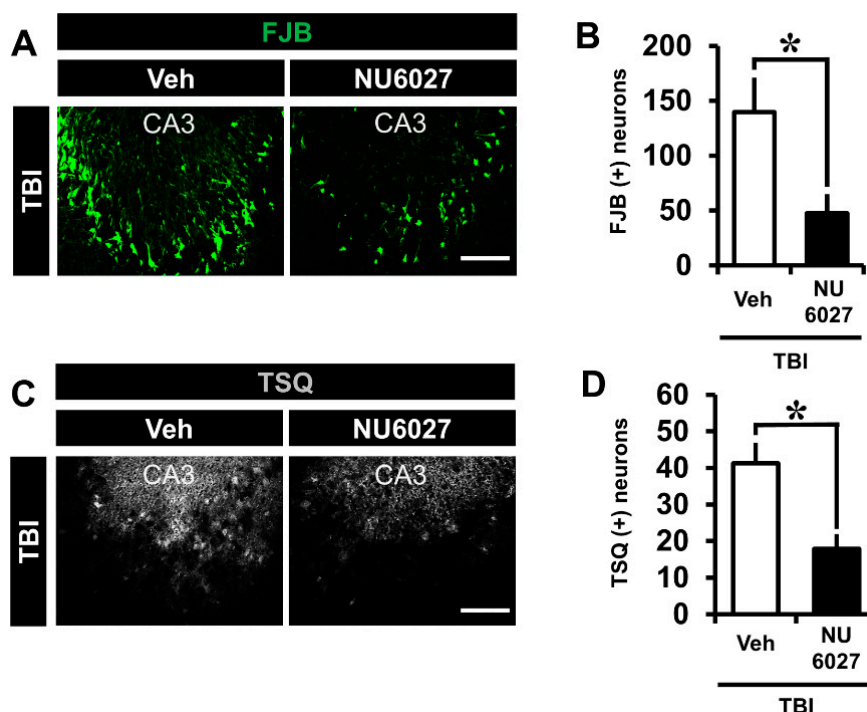 A
FJB
Veh
NU6027
TBI
CA3
CA3
B
FJB (+) neurons
200
150
100
50
0
*
Veh
NU
6027
TBI
C
TSQ
Veh
NU6027
TBI
CA3
CA3
D
TSQ (+) neurons
60
50
40
30
20
10
0
*
Veh
NU
6027
TBI